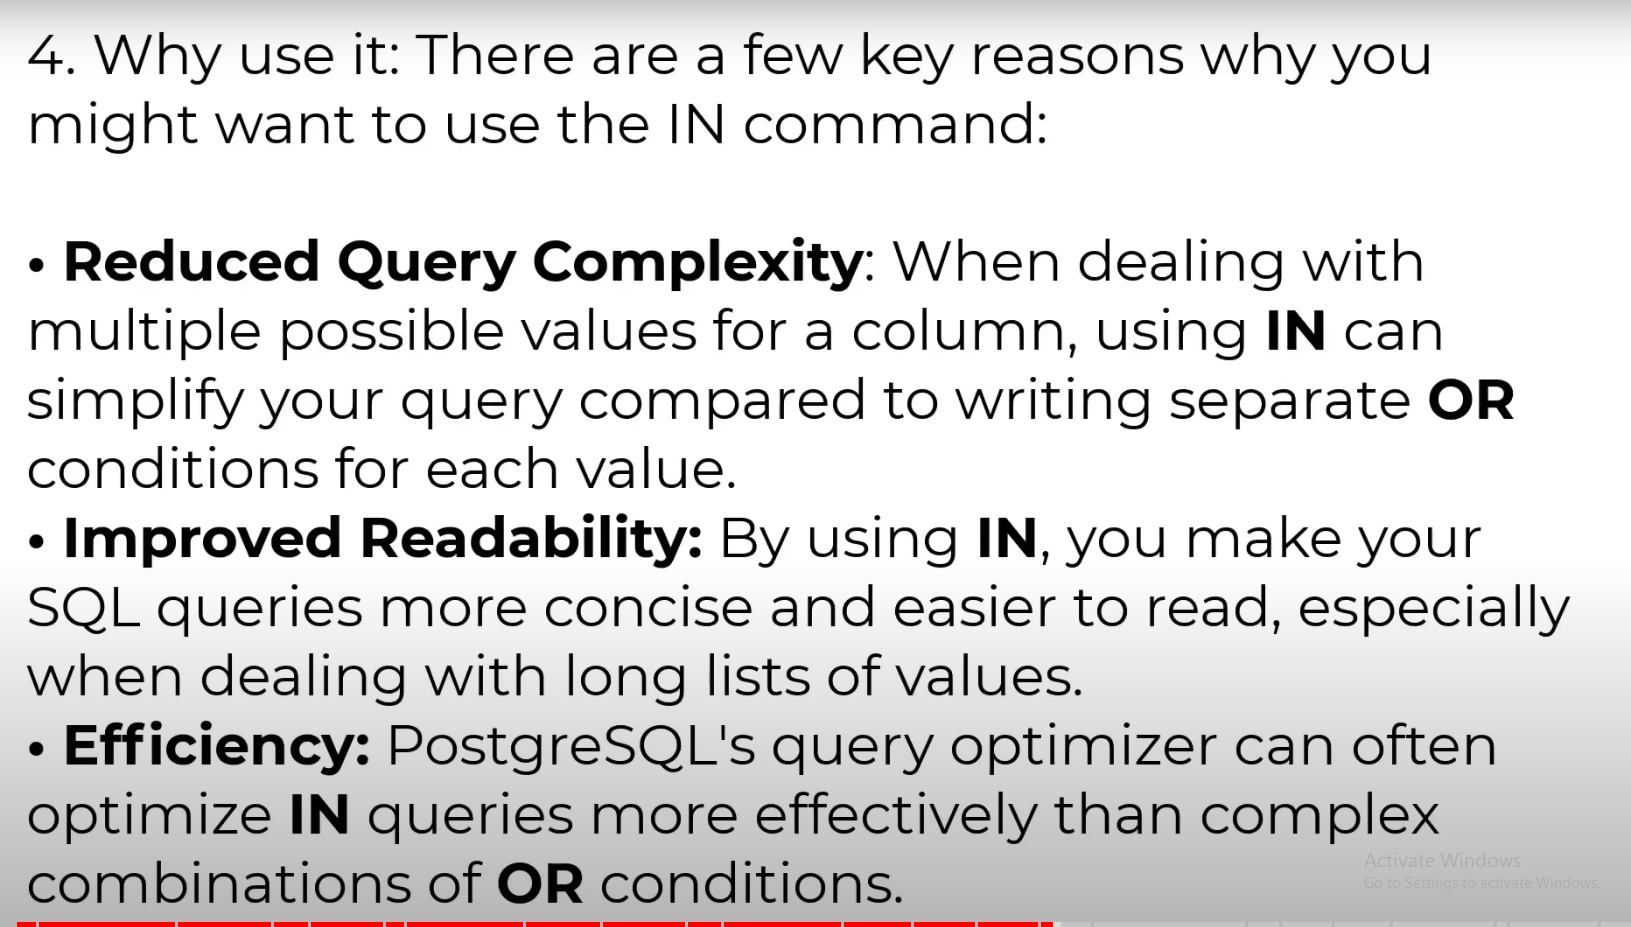 4. Why use it: There are a few key reasons why you
might want to use the IN command:
• Reduced Query Complexity: When dealing with
multiple possible values for a column, using IN can
simplify your query compared to writing separate OR
conditions for each value.
• Improved Readability: By using IN, you make your
SQL queries more concise and easier to read, especially
when dealing with long lists of values.
• Efficiency: PostgreSQL's query optimizer can often
optimize IN queries more effectively than complex
combinations of OR conditions.
Activate Windows
Go to Settings to activate Windows.